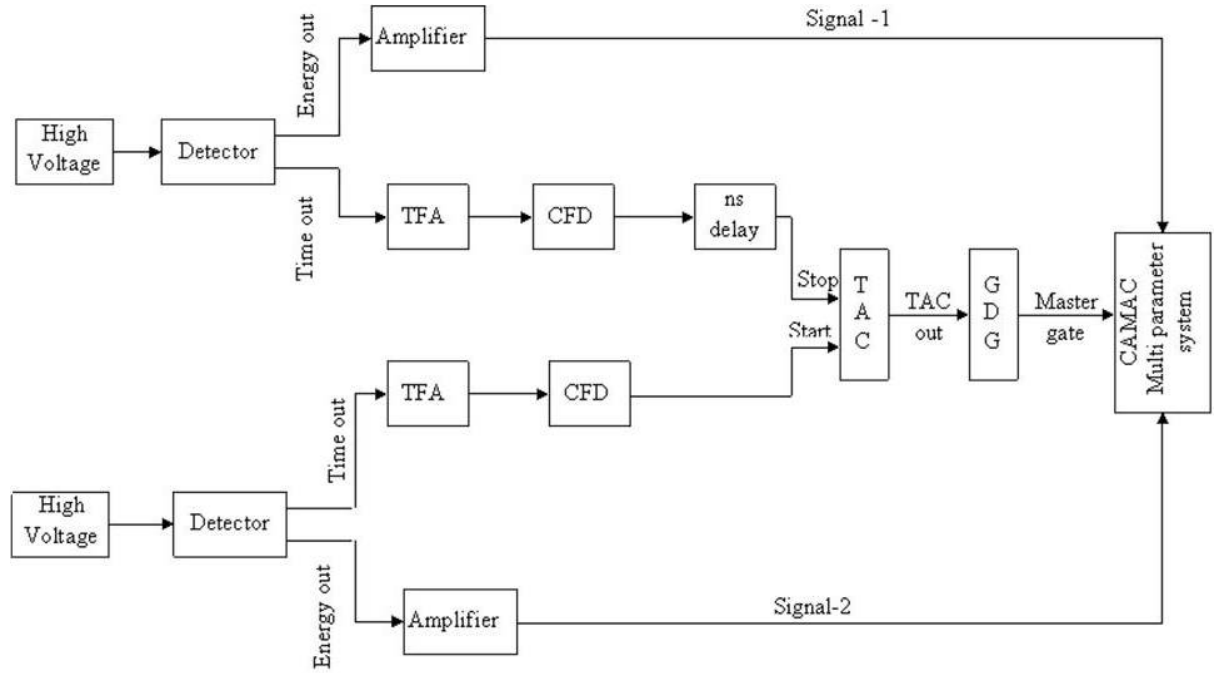 Signal -1
Energy out
Amplifier
High
Voltage
Detector
Time out
TFA
CFD
ns
delay
Stop
Start
T
A
C
TAC
out
G
D
G
Master
gate
CAMAC
Multi parameter
system
Time out
TFA
CFD
High
Voltage
Detector
Energy out
Amplifier
Signal-2